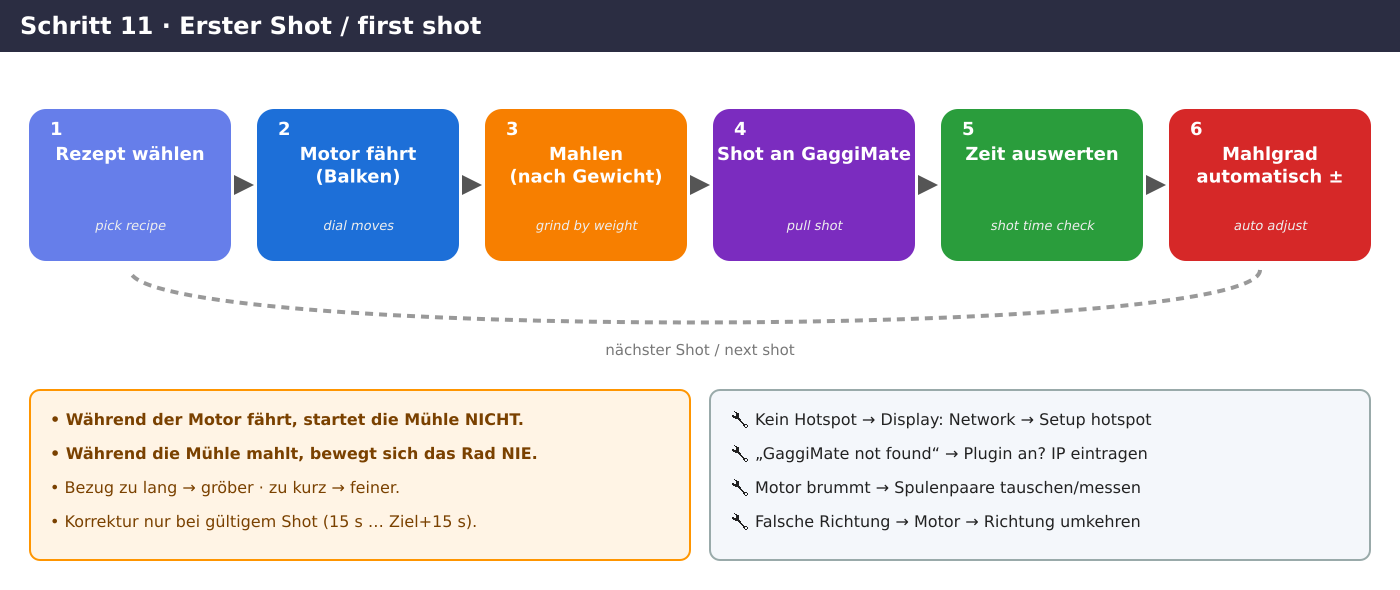 Schritt 11 · Erster Shot / first shot
1
Rezept wählen
pick recipe
2
Motor fährt
(Balken)
dial moves
3
Mahlen
(nach Gewicht)
grind by weight
4
Shot an GaggiMate
pull shot
5
Zeit auswerten
shot time check
6
Mahlgrad
automatisch ±
auto adjust
nächster Shot / next shot
• Während der Motor fährt, startet die Mühle NICHT.
• Während die Mühle mahlt, bewegt sich das Rad NIE.
• Bezug zu lang → gröber · zu kurz → feiner.
• Korrektur nur bei gültigem Shot (15 s … Ziel+15 s).
🔧 Kein Hotspot → Display: Network → Setup hotspot
🔧 „GaggiMate not found“ → Plugin an? IP eintragen
🔧 Motor brummt → Spulenpaare tauschen/messen
🔧 Falsche Richtung → Motor → Richtung umkehren